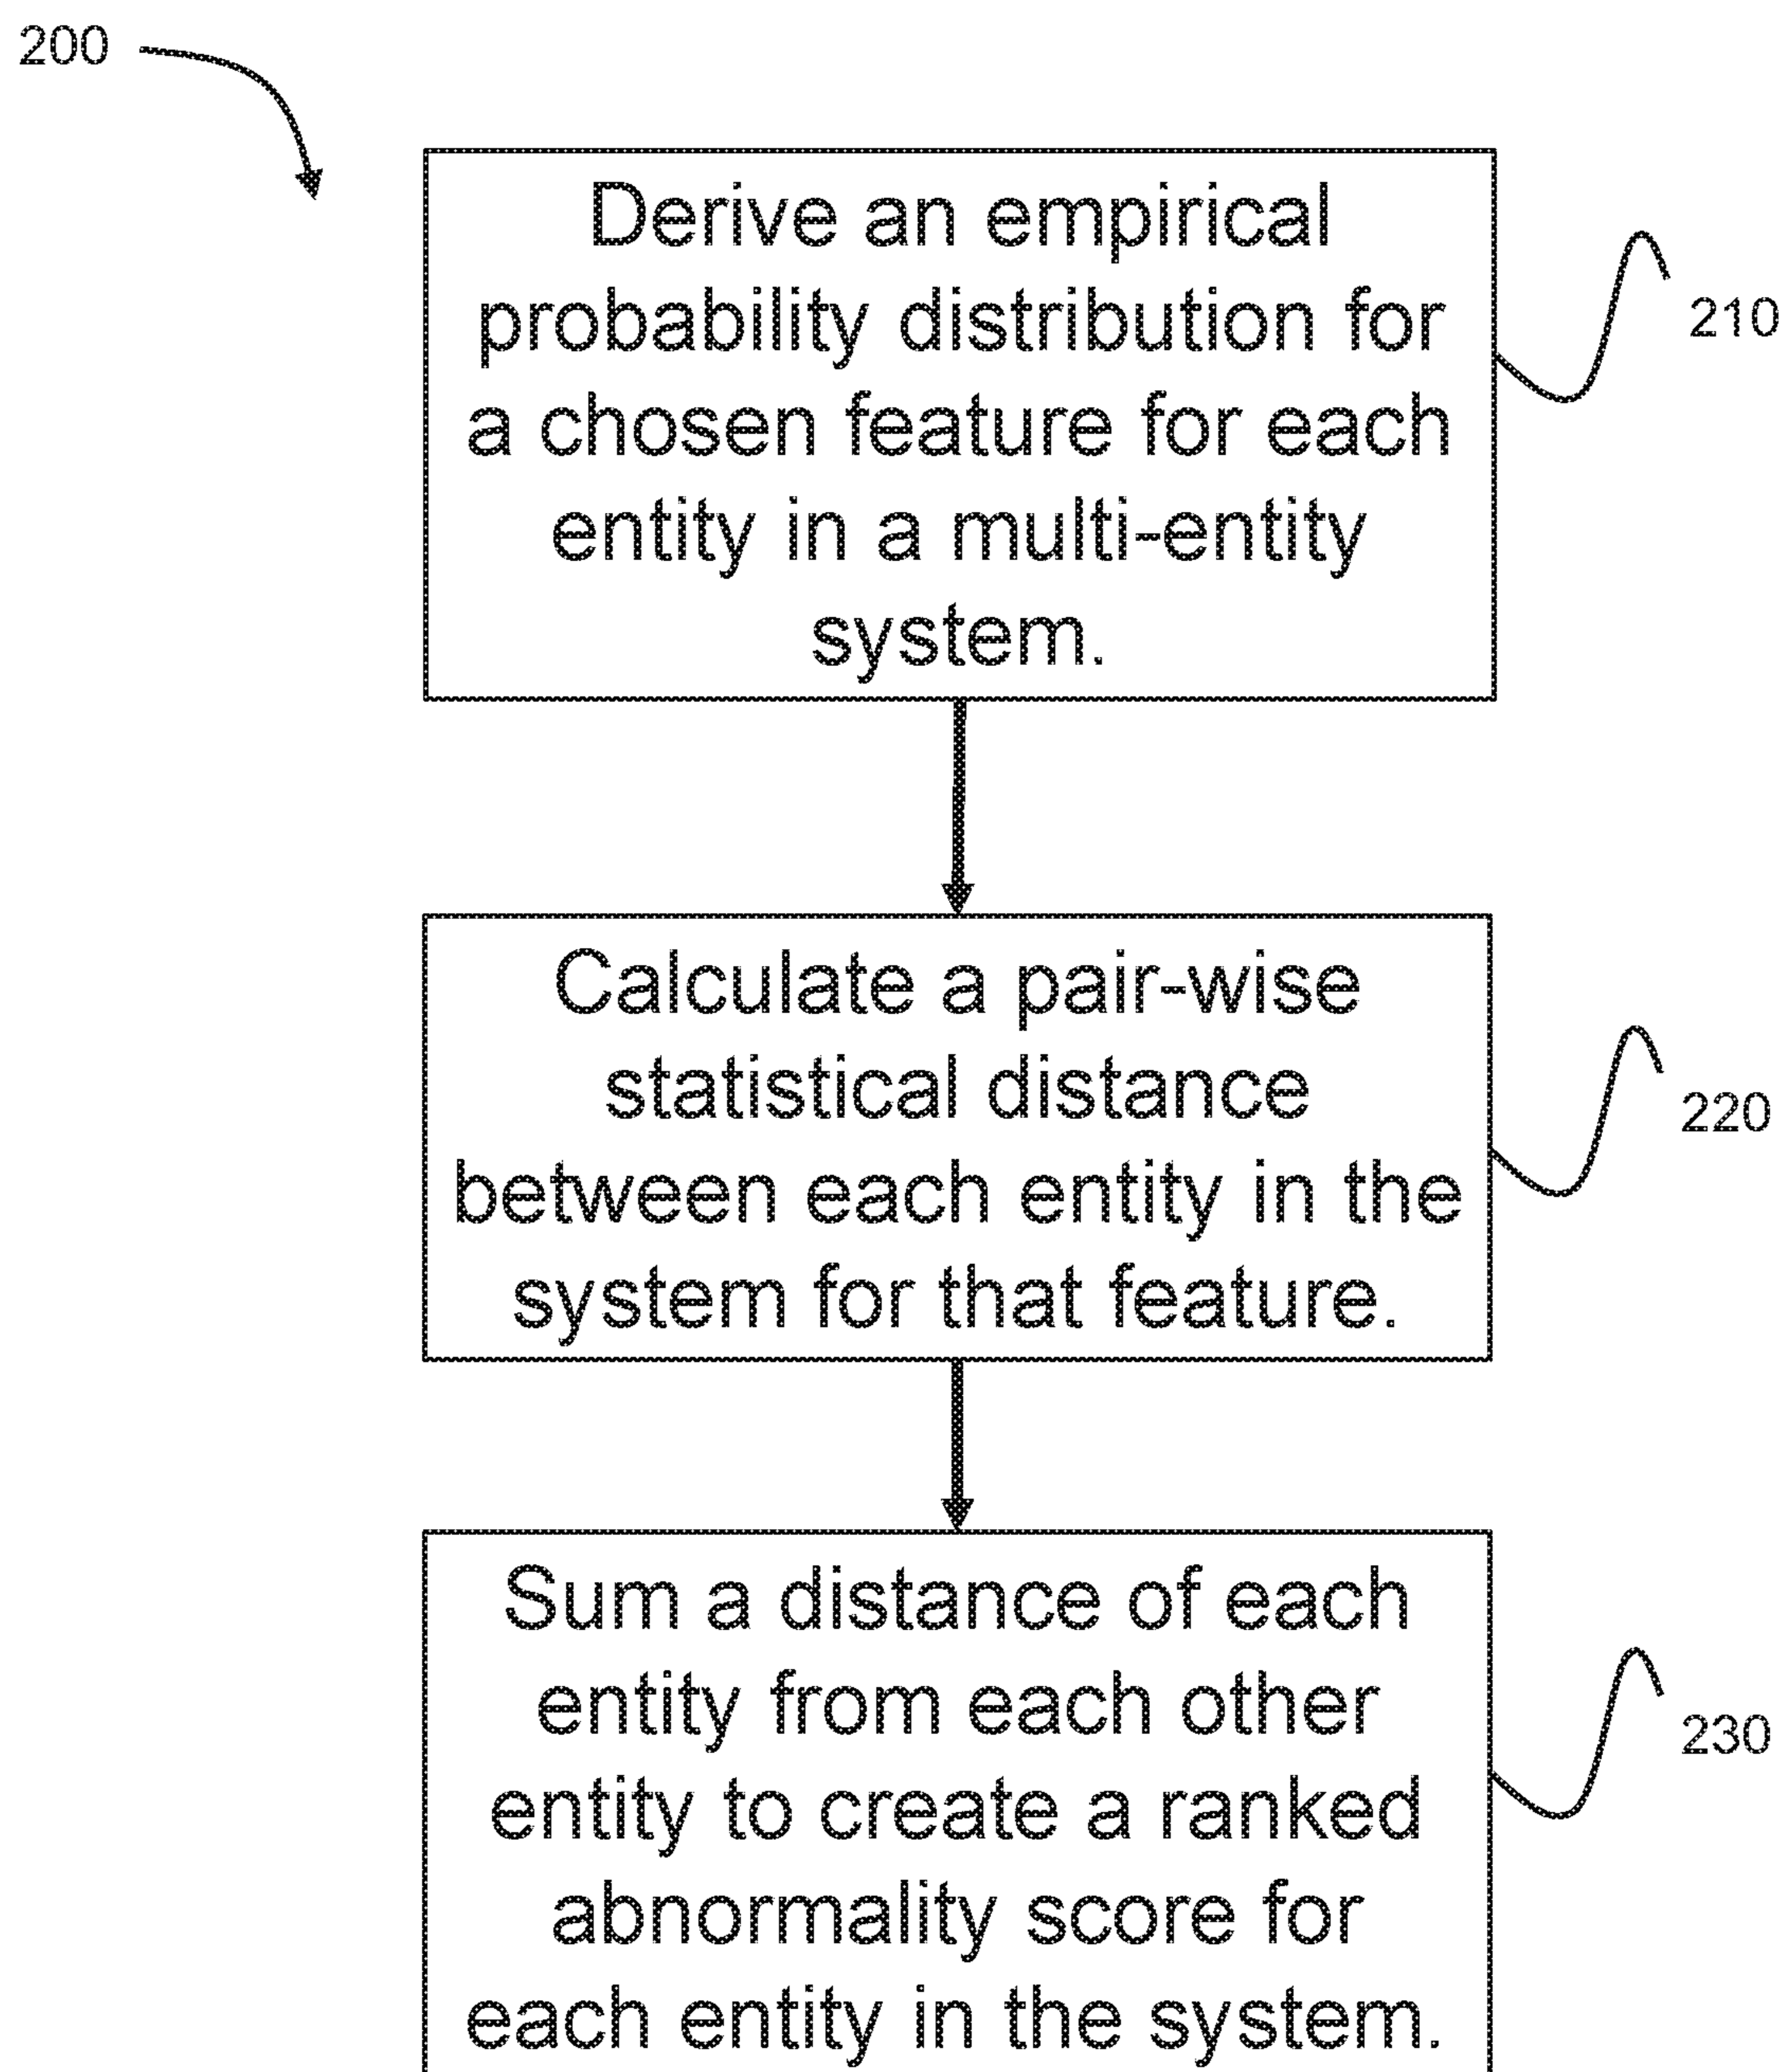 200
Derive an empirical
probability distribution for
a chosen feature for each
entity in a multi-entity
system.
210
Calculate a pair-wise
statistical distance
between each entity in the
system for that feature.
220
Sum a distance of each
entity from each other
entity to create a ranked
abnormality score for
each entity in the system.
230